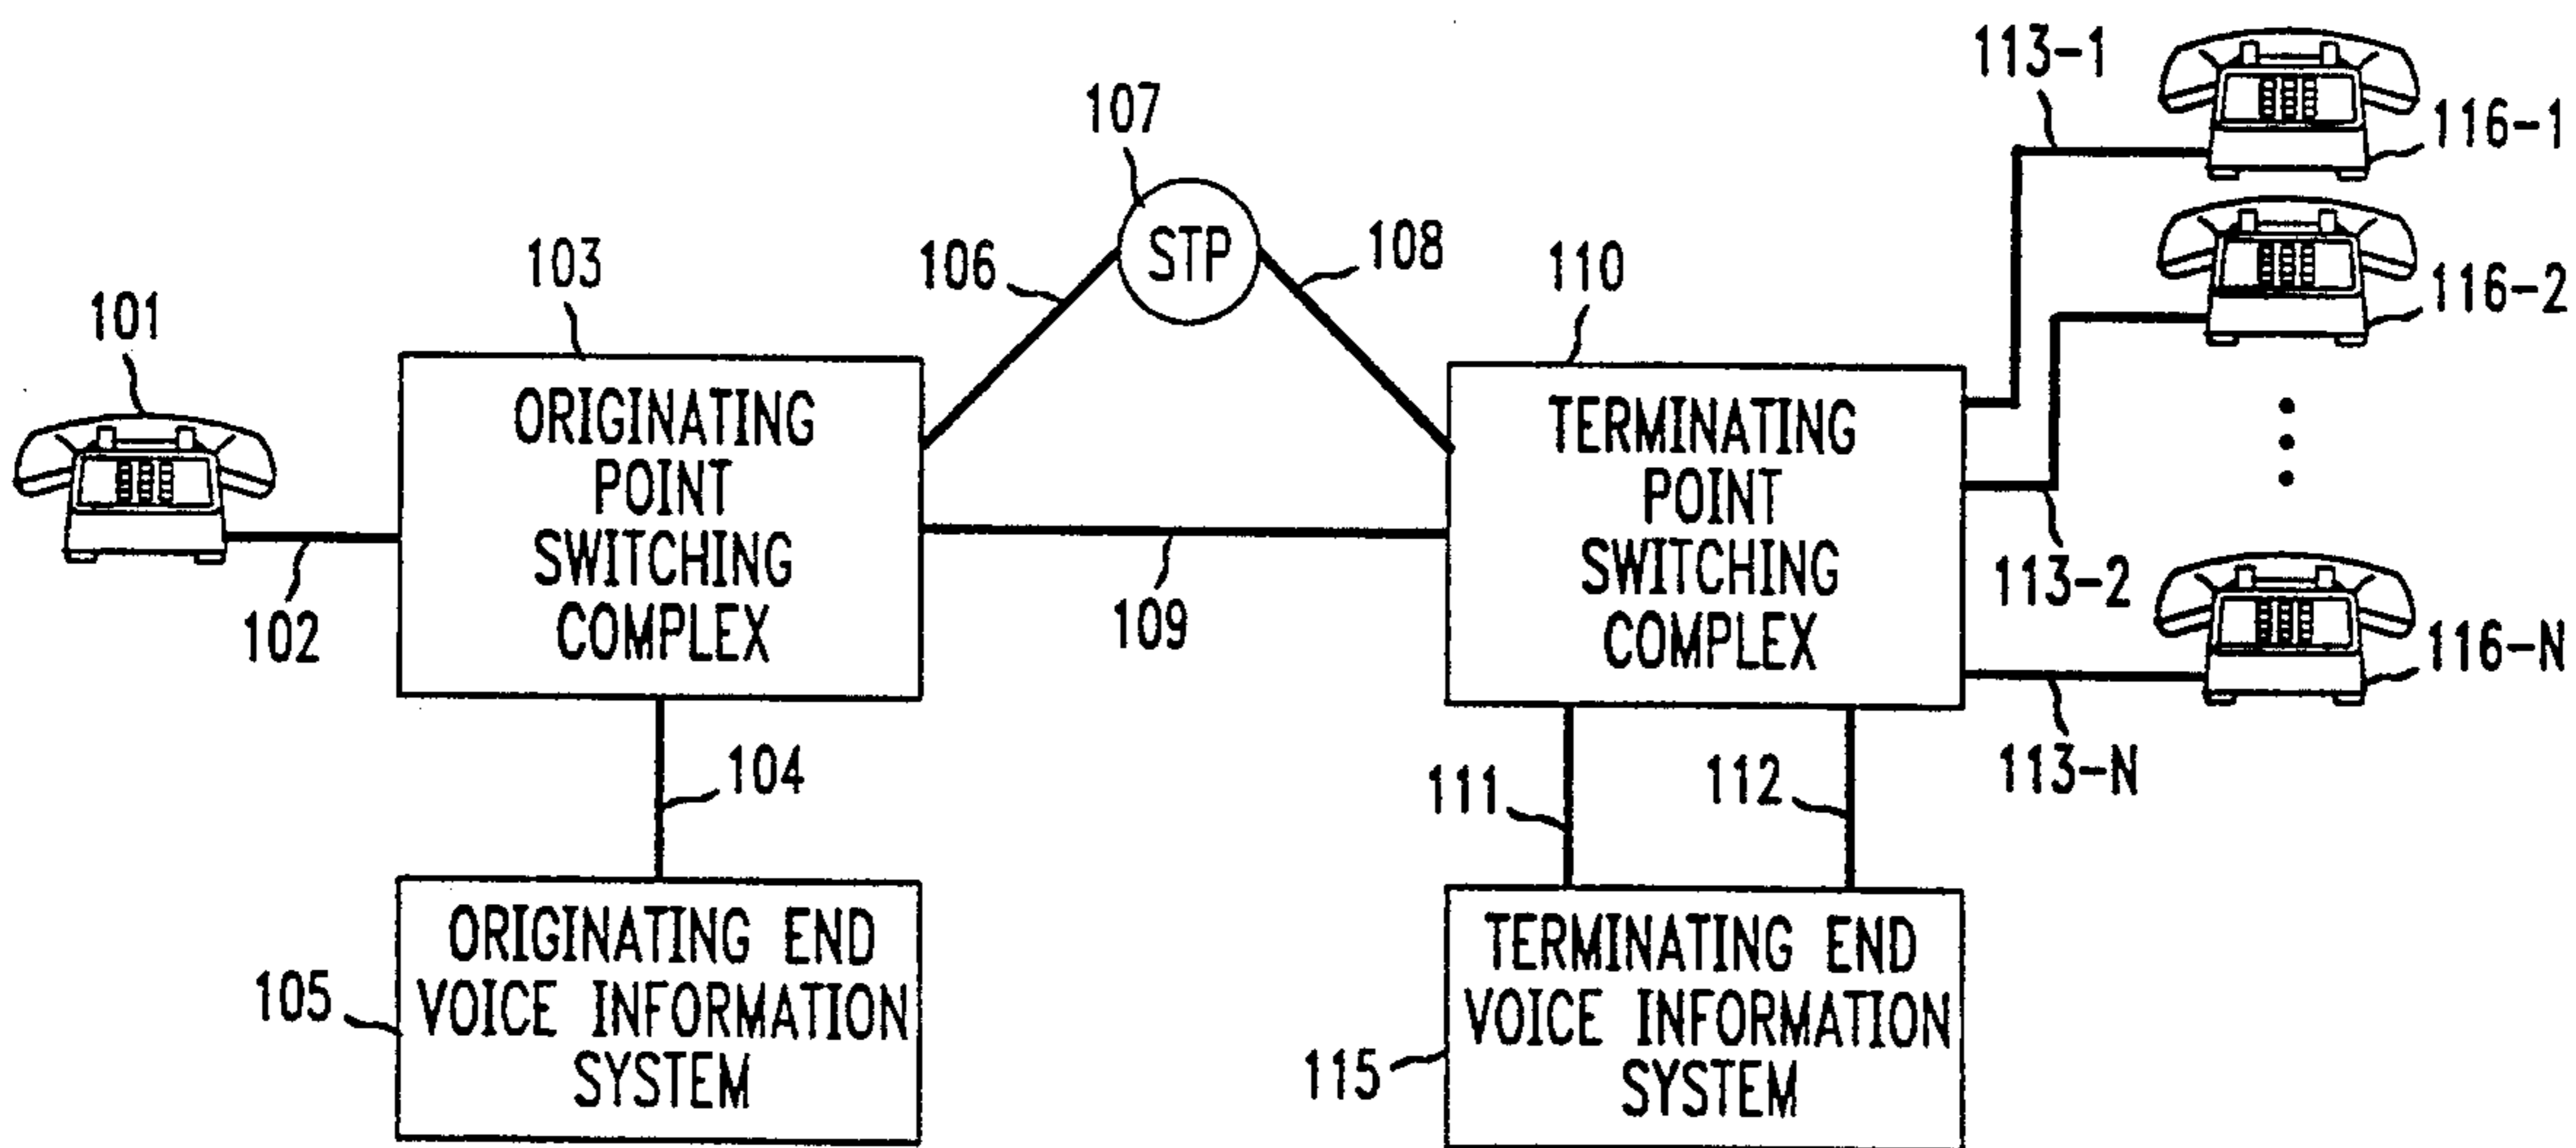 101
102
103
ORIGINATING
POINT
SWITCHING
COMPLEX
104
105
ORIGINATING END
VOICE INFORMATION
SYSTEM
106
107
STP
108
109
110
TERMINATING
POINT
SWITCHING
COMPLEX
111
112
115
TERMINATING END
VOICE INFORMATION
SYSTEM
113-1
116-1
116-2
113-2
116-N
113-N